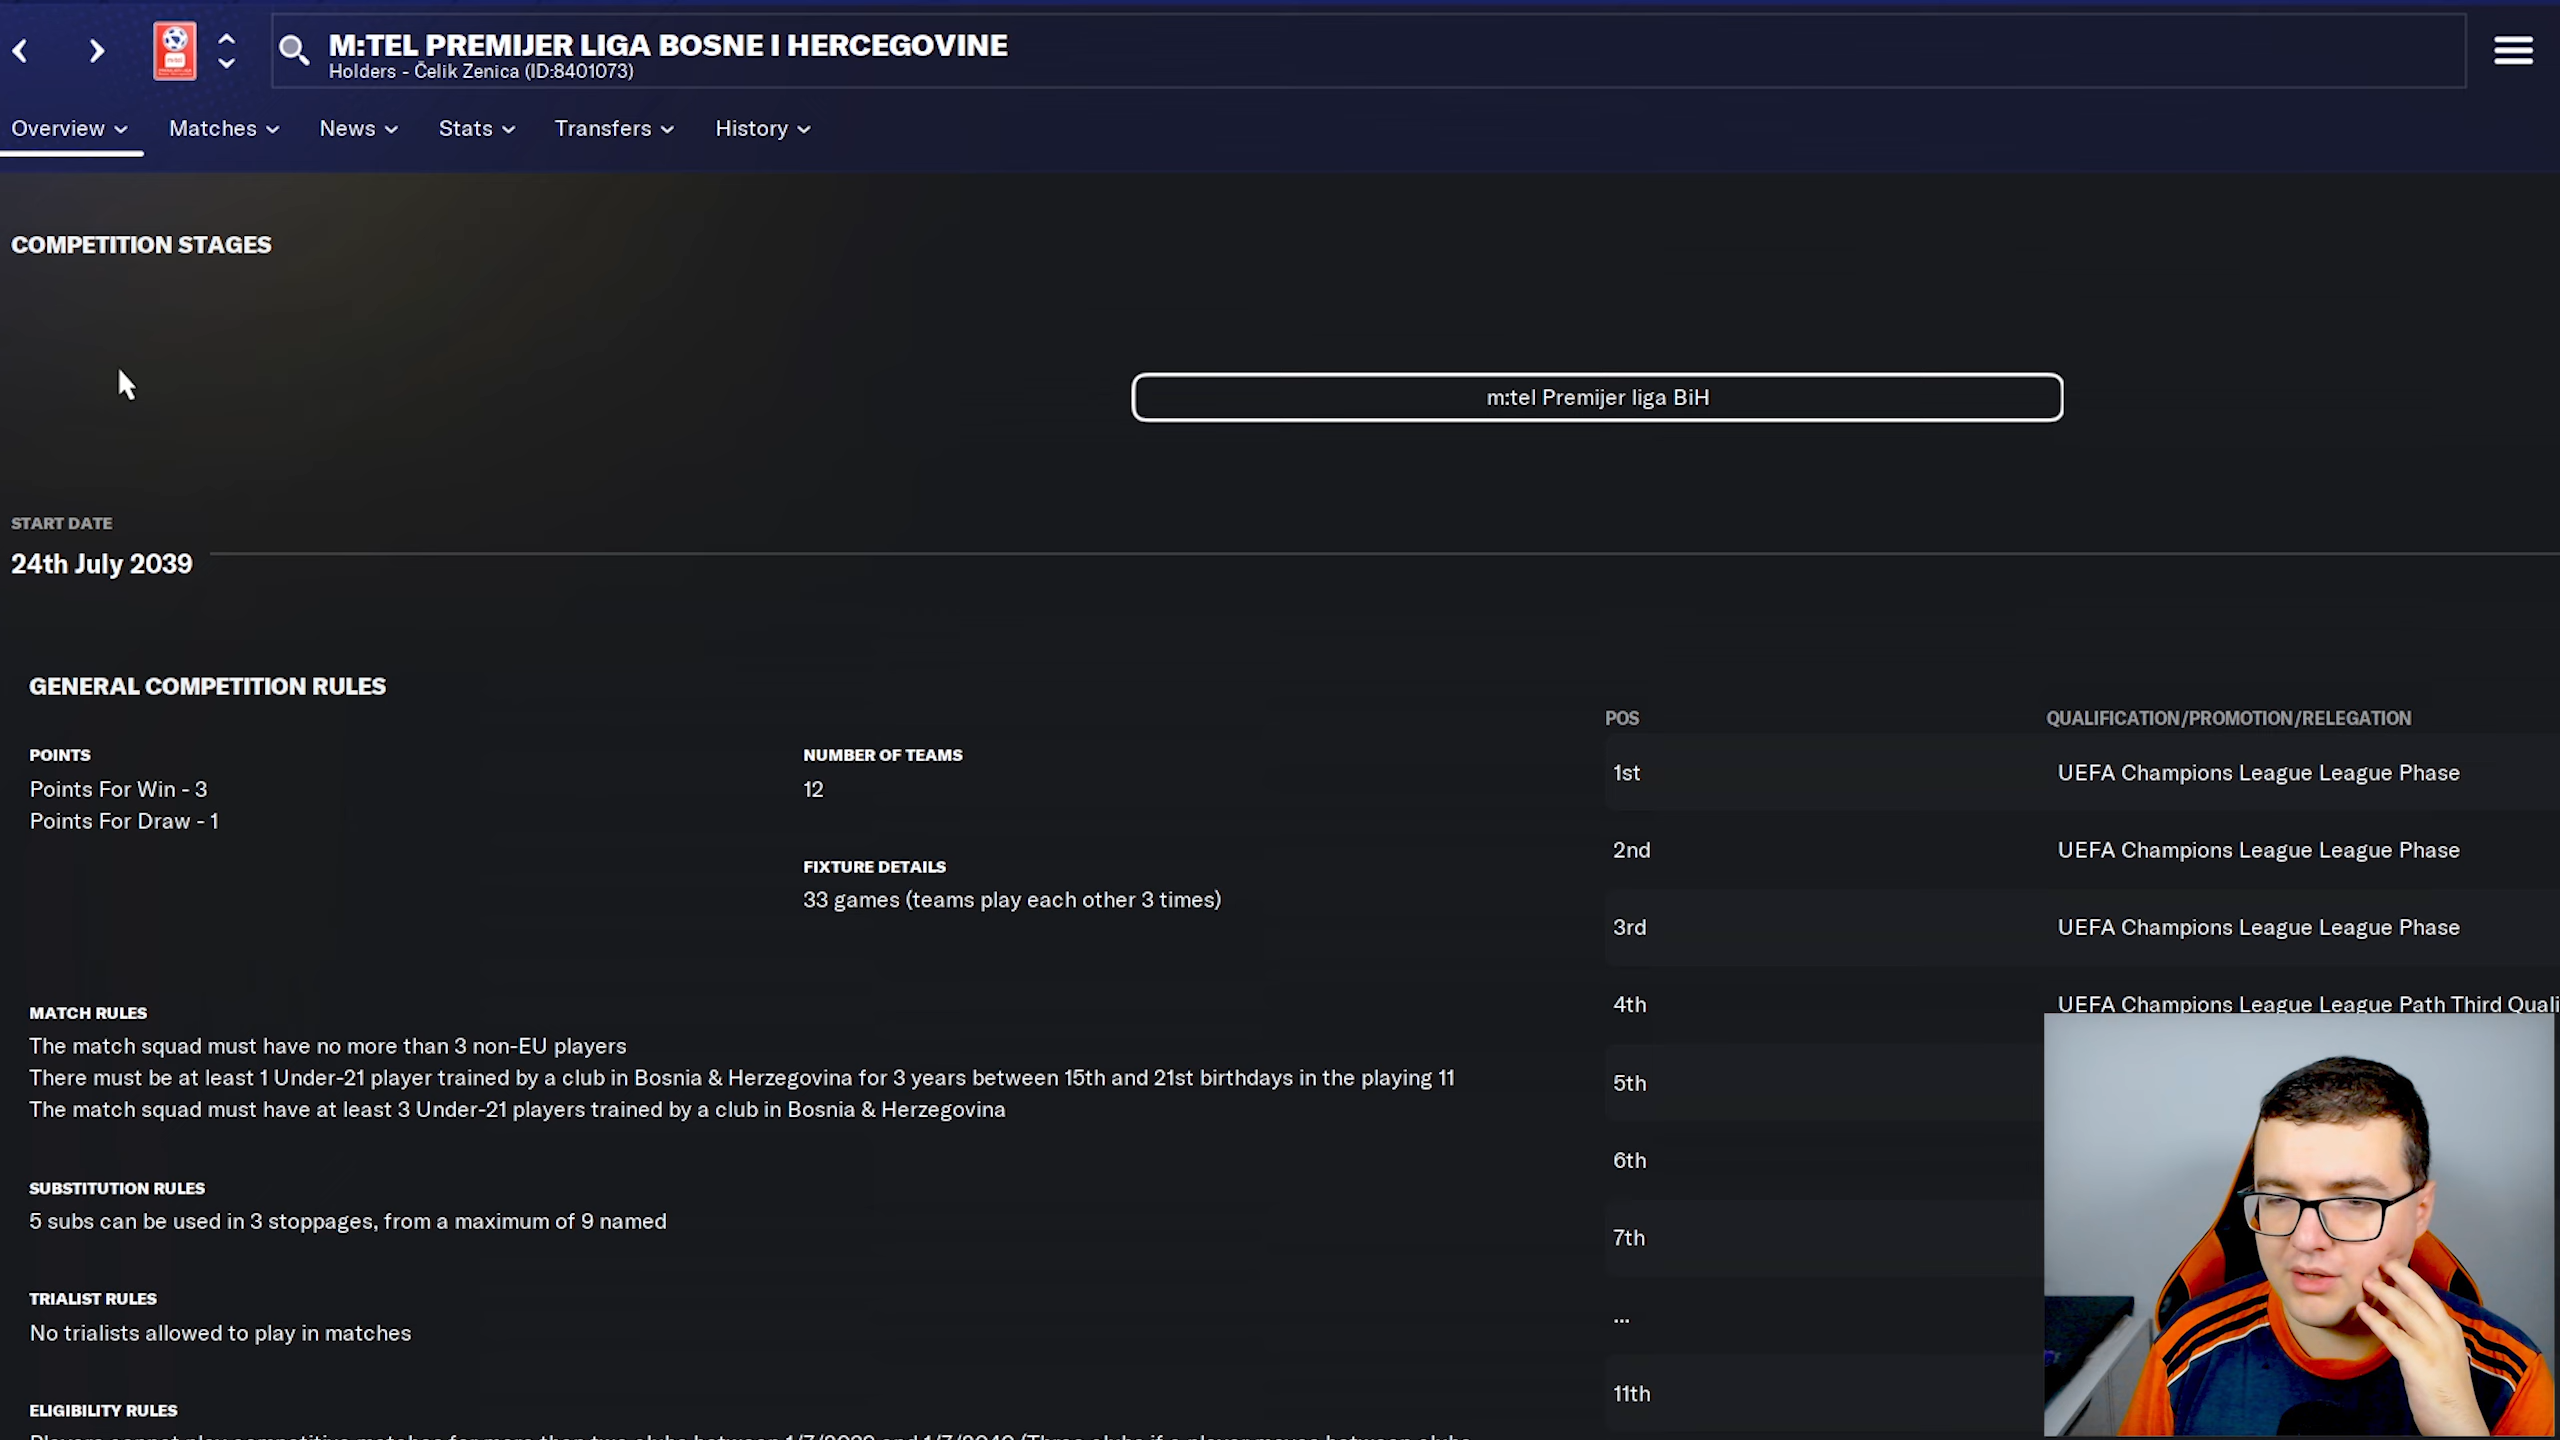 M:TEL PREMIJER LIGA BOSNE I HERCEGOVINE
Holders - Čelik Zenica (ID:8401073)
Overview
Matches
News
Stats
Transfers
History
COMPETITION STAGES
m:tel Premijer liga BiH
START DATE
24th July 2039
GENERAL COMPETITION RULES
POINTS
Points For Win - 3
Points For Draw - 1
NUMBER OF TEAMS
12
FIXTURE DETAILS
33 games (teams play each other 3 times)
MATCH RULES
The match squad must have no more than 3 non-EU players
There must be at least 1 Under-21 player trained by a club in Bosnia & Herzegovina for 3 years between 15th and 21st birthdays in the playing 11
The match squad must have at least 3 Under-21 players trained by a club in Bosnia & Herzegovina
SUBSTITUTION RULES
5 subs can be used in 3 stoppages, from a maximum of 9 named
TRIALIST RULES
No trialists allowed to play in matches
ELIGIBILITY RULES
POS QUALIFICATION/PROMOTION/RELEGATION
1st UEFA Champions League League Phase
2nd UEFA Champions League League Phase
3rd UEFA Champions League League Phase
4th UEFA Champions League League Path Third Quali
5th
6th
7th
...
11th